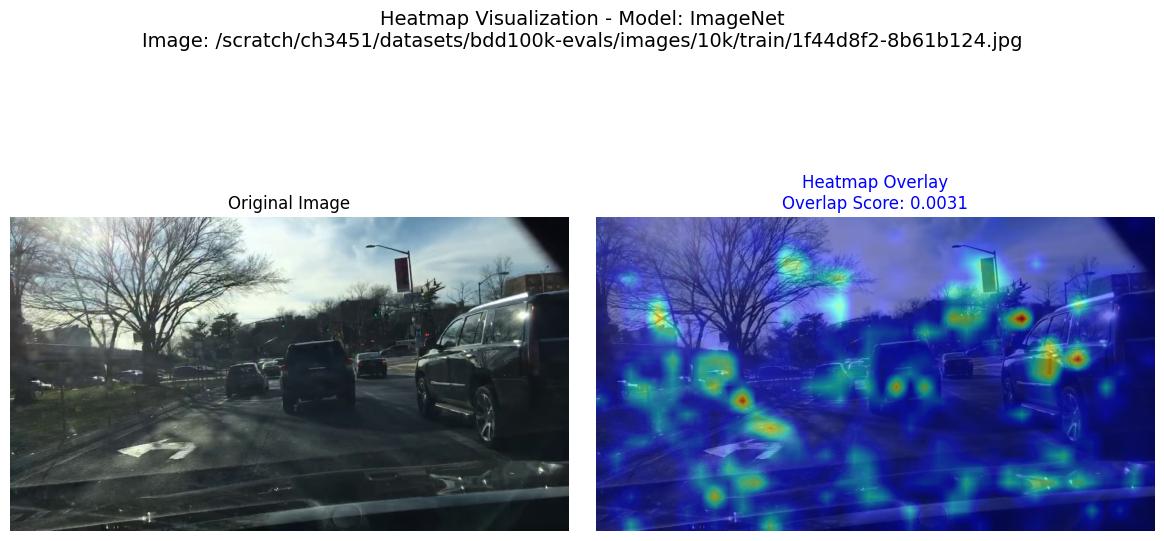 Heatmap Visualization - Model: ImageNet
Image: /scratch/ch3451/datasets/bdd100k-evals/images/10k/train/1f44d8f2-8b61b124.jpg
Original Image
Heatmap Overlay
Overlap Score: 0.0031